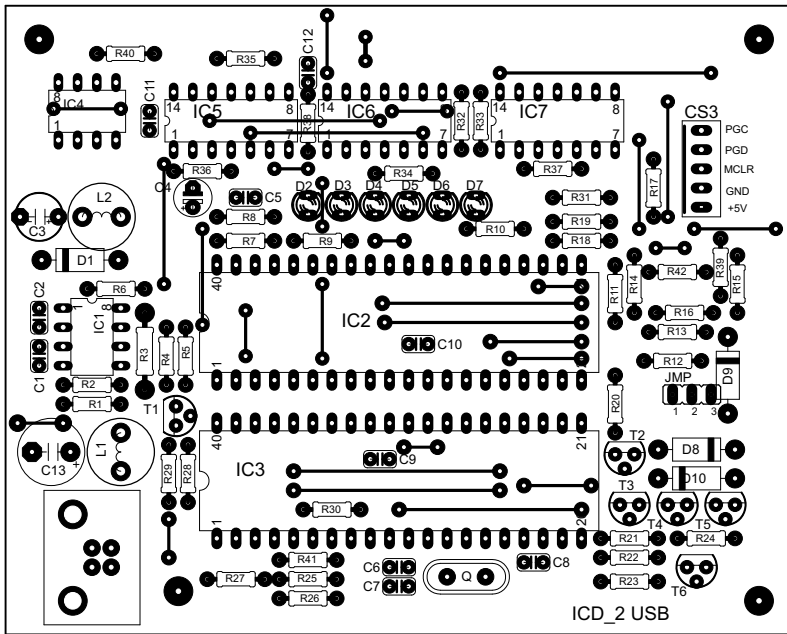 R40
R35
C12
C11
8
IC4
1
14
IC5
8
1
7
R38
14
IC6
1
7
R32
R33
14
IC7
8
1
7
CS3
PGC
PGD
MCLR
GND
+5V
R17
R36
R34
R37
C4
+
C5
D2
D3
D4
D5
D6
D7
R31
R8
R19
R7
R9
R10
R18
L2
C3
+
D1
R6
40
IC2
1
C10
R11
R14
R42
R39
R15
R16
R13
R12
D9
JMP
1
2
3
C2
C1
1
8
IC1
R3
R4
R5
R2
R1
T1
R20
L1
C13
+
R29
R28
40
21
IC3
C9
R30
1
2
T2
D8
D10
T3
T4
T5
R21
R24
R22
R23
T6
R41
R27
R25
R26
C6
C7
Q
C8
ICD_2 USB